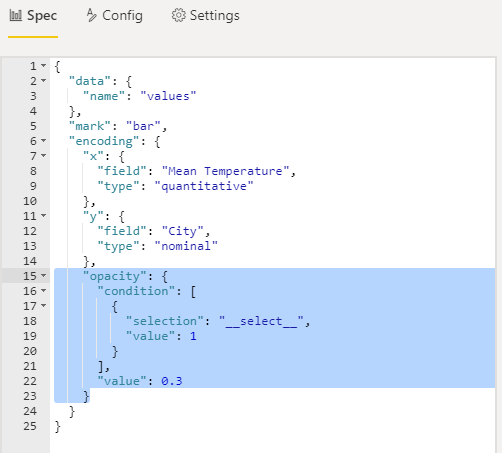 Spec Config Settings
1 {
2 "data": {
3 "name": "values"
4 },
5 "mark": "bar",
6 "encoding": {
7 "x": {
8 "field": "Mean Temperature",
9 "type": "quantitative"
10 },
11 "y": {
12 "field": "City",
13 "type": "nominal"
14 },
15 "opacity": {
16 "condition": [
17 {
18 "selection": "__select__",
19 "value": 1
20 }
21 ],
22 "value": 0.3
23 }
24 }
25 }